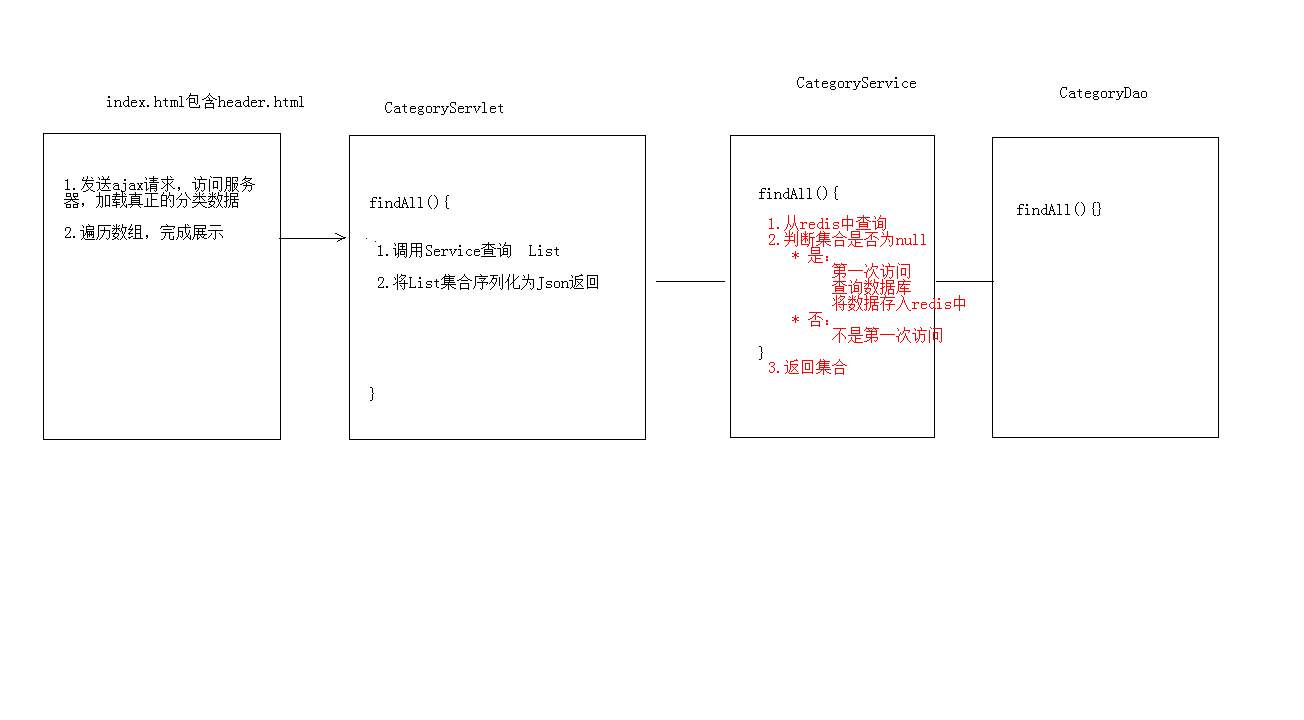 index.html包含header.html
1.发送ajax请求，访问服务
器，加载真正的分类数据
2.遍历数组，完成展示
CategoryServlet
findAll(){
1.调用Service查询  List
2.将List集合序列化为Json返回
}
CategoryService
findAll(){
1.从redis中查询
2.判断集合是否为null
* 是：
第一次访问
查询数据库
将数据存入redis中
* 否：
不是第一次访问
}
3.返回集合
CategoryDao
findAll(){}